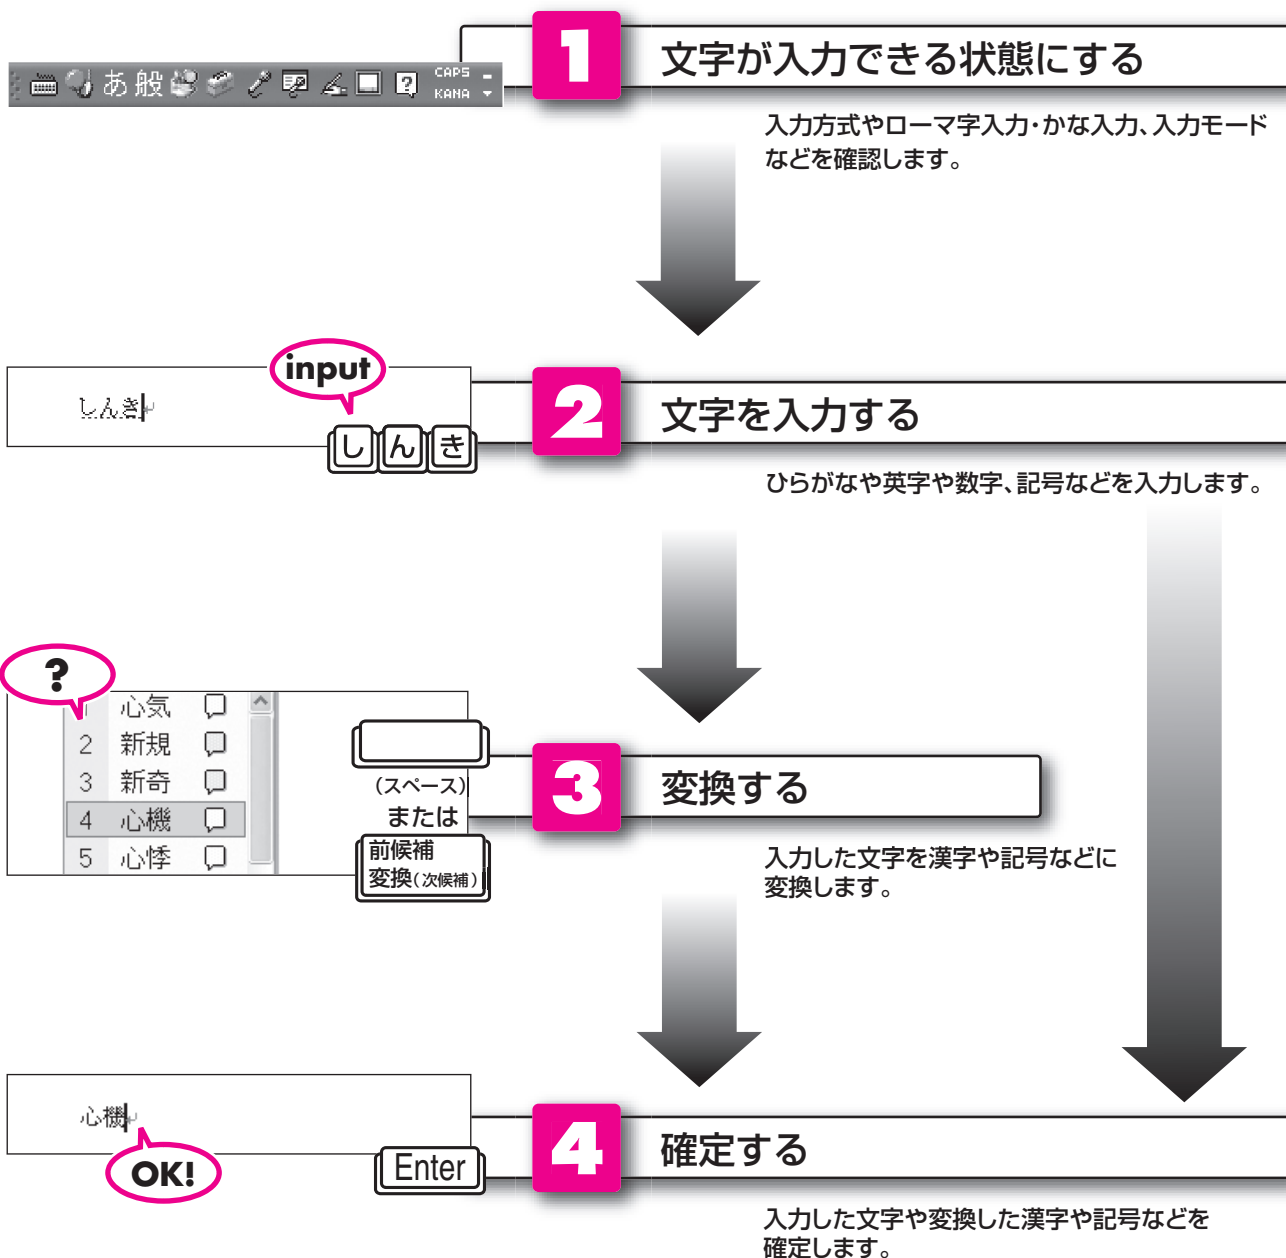 1 文字が入力できる状態にする
あ 般 CAPS
KANA
入力方式やローマ字入力・かな入力、入力モード
などを確認します。
input
しんき
し ん き
2 文字を入力する
ひらがなや英字や数字、記号などを入力します。
?
1 心気
2 新規
3 新奇
4 心機
5 心悸
(スペース)
または
前候補
変換(次候補)
3 変換する
入力した文字を漢字や記号などに
変換します。
心機
OK!
Enter
4 確定する
入力した文字や変換した漢字や記号などを
確定します。